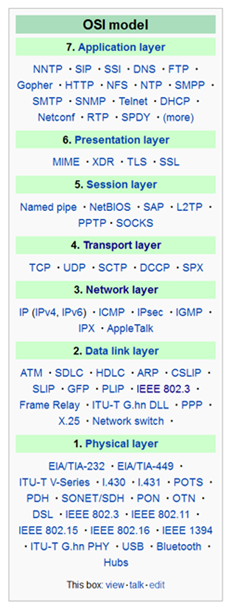 OSI model
7. Application layer
NNTP · SIP · SSI · DNS · FTP ·
Gopher · HTTP · NFS · NTP · SMPP ·
SMTP · SNMP · Telnet · DHCP ·
Netconf · RTP · SPDY · (more)
6. Presentation layer
MIME · XDR · TLS · SSL
5. Session layer
Named pipe · NetBIOS · SAP · L2TP ·
PPTP · SOCKS
4. Transport layer
TCP · UDP · SCTP · DCCP · SPX
3. Network layer
IP (IPv4, IPv6) · ICMP · IPsec · IGMP ·
IPX · AppleTalk
2. Data link layer
ATM · SDLC · HDLC · ARP · CSLIP ·
SLIP · GFP · PLIP · IEEE 802.3 ·
Frame Relay · ITU-T G.hn DLL · PPP ·
X.25 · Network switch ·
1. Physical layer
EIA/TIA-232 · EIA/TIA-449 ·
ITU-T V-Series · I.430 · I.431 · POTS ·
PDH · SONET/SDH · PON · OTN ·
DSL · IEEE 802.3 · IEEE 802.11 ·
IEEE 802.15 · IEEE 802.16 · IEEE 1394
· ITU-T G.hn PHY · USB · Bluetooth ·
Hubs
This box: view · talk · edit